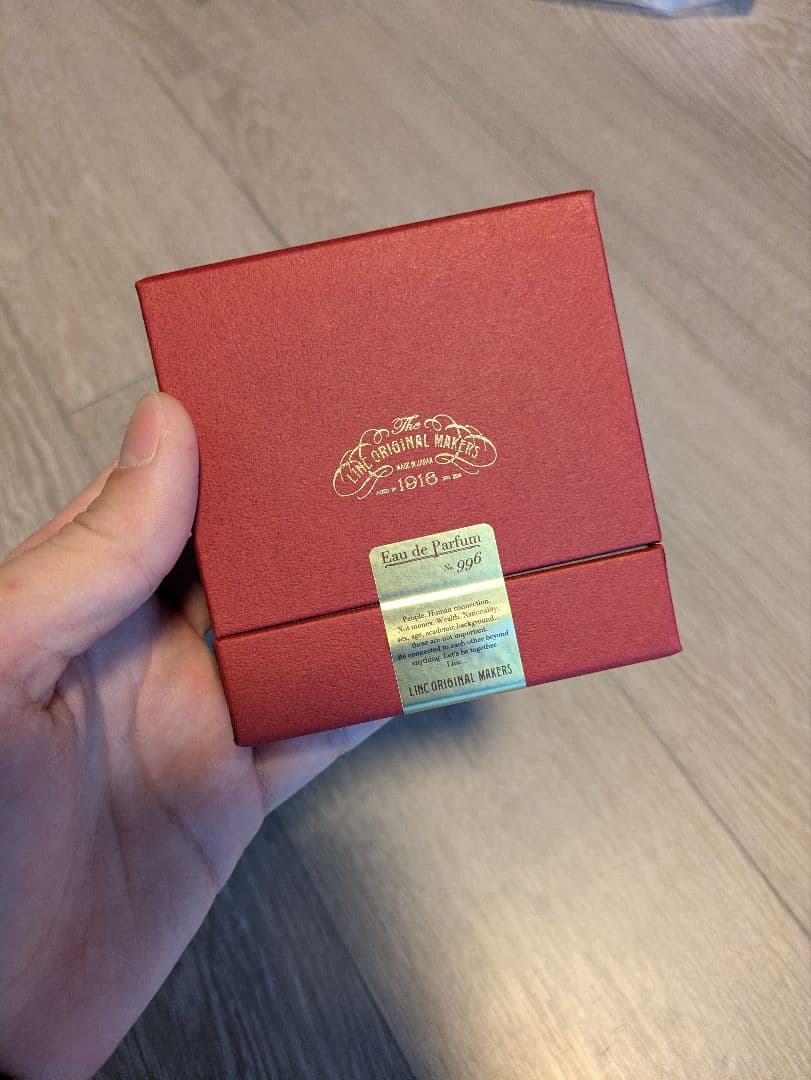 The
LINC ORIGINAL MAKERS
MADE IN JAPAN
1916
Eau de Parfum
No. 996
People. Human connection.
Not money. Wealth. Nationality,
sex, age, academic background...
these are not important.
Be connected to each other beyond
anything. Let's be together.
Linc...
LINC ORIGINAL MAKERS